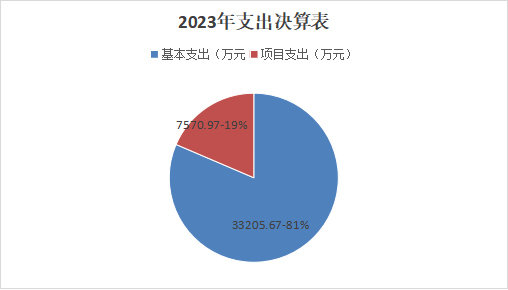 2023年支出决算表
基本支出（万元 项目支出（万元）
7570.97-19%
33205.67-81%